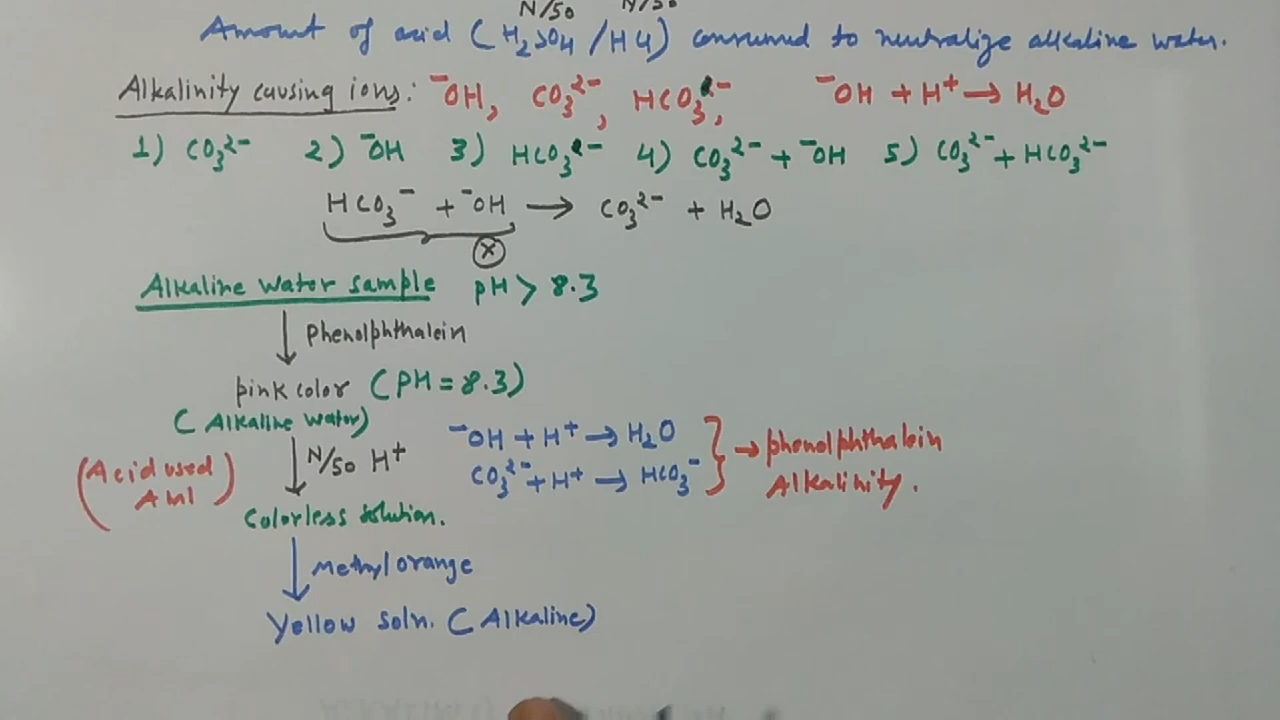 N/50 N/50
Amount of acid (H₂SO₄/HCl) consumed to neutralize alkaline water.
Alkalinity causing ions: ⁻OH, CO₃²⁻, HCO₃⁻, ⁻OH + H⁺ → H₂O
1) CO₃²⁻ 2) ⁻OH 3) HCO₃⁻ 4) CO₃²⁻ + ⁻OH 5) CO₃²⁻ + HCO₃²⁻
HCO₃⁻ + ⁻OH → CO₃²⁻ + H₂O
ⓧ
Alkaline water sample pH > 8.3
↓ Phenolphthalein
pink color (PH = 8.3)
(Alkaline water)
(Acid used A ml) ↓ N/50 H⁺
⁻OH + H⁺ → H₂O
CO₃²⁻ + H⁺ → HCO₃⁻ } → phenolphthalein Alkalinity.
Colorless solution.
↓ Methyl orange
Yellow soln. (Alkaline)